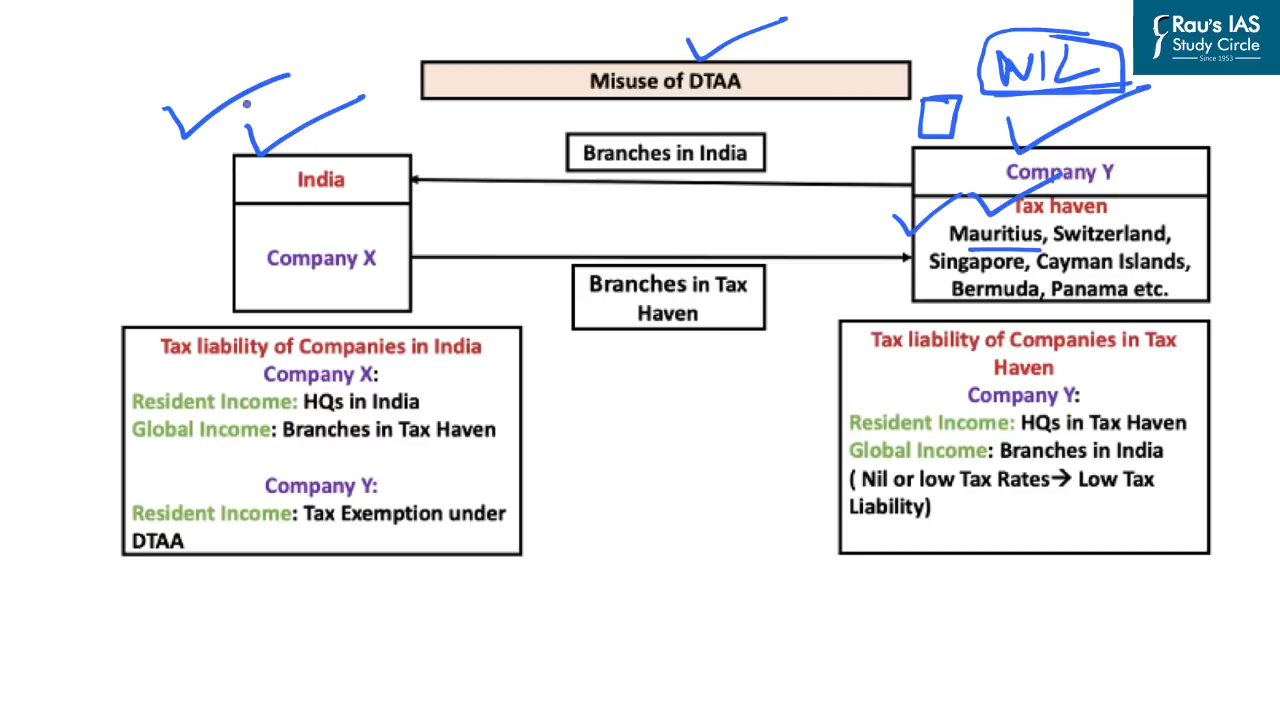 Rau's IAS
Study Circle
Since 1953
NIL
Misuse of DTAA
Branches in India
India
Company X
Company Y
Tax haven
Mauritius, Switzerland,
Singapore, Cayman Islands,
Bermuda, Panama etc.
Branches in Tax
Haven
Tax liability of Companies in India
Company X:
Resident Income: HQs in India
Global Income: Branches in Tax Haven
Company Y:
Resident Income: Tax Exemption under
DTAA
Tax liability of Companies in Tax
Haven
Company Y:
Resident Income: HQs in Tax Haven
Global Income: Branches in India
( Nil or low Tax Rates→ Low Tax
Liability)